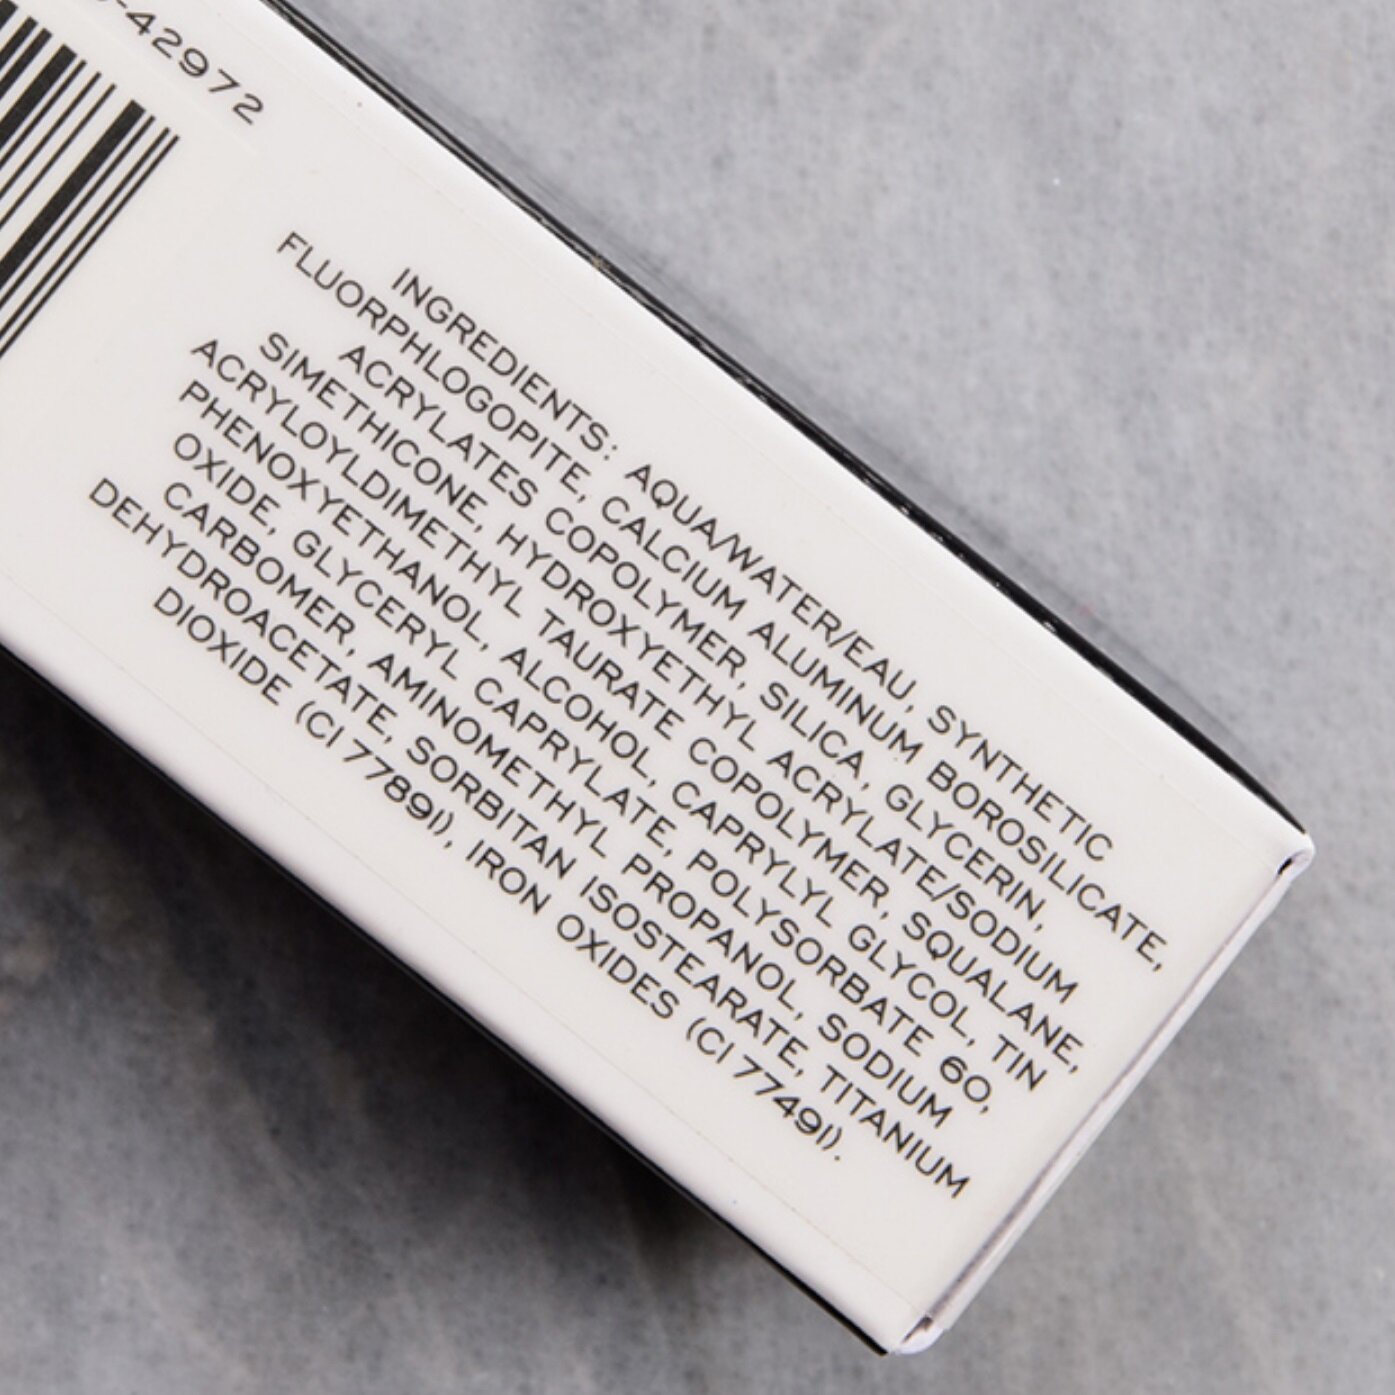 -42972
INGREDIENTS: AQUA/WATER/EAU, SYNTHETIC
FLUORPHLOGOPITE, CALCIUM ALUMINUM BOROSILICATE,
ACRYLATES COPOLYMER, SILICA, GLYCERIN,
SIMETHICONE, HYDROXYETHYL ACRYLATE/SODIUM
ACRYLOYLDIMETHYL TAURATE COPOLYMER, SQUALANE,
PHENOXYETHANOL, ALCOHOL, CAPRYLYL GLYCOL, TIN
OXIDE, GLYCERYL CAPRYLATE, POLYSORBATE 60,
CARBOMER, AMINOMETHYL PROPANOL, SODIUM
DEHYDROACETATE, SORBITAN ISOSTEARATE, TITANIUM
DIOXIDE (CI 77891), IRON OXIDES (CI 77491).